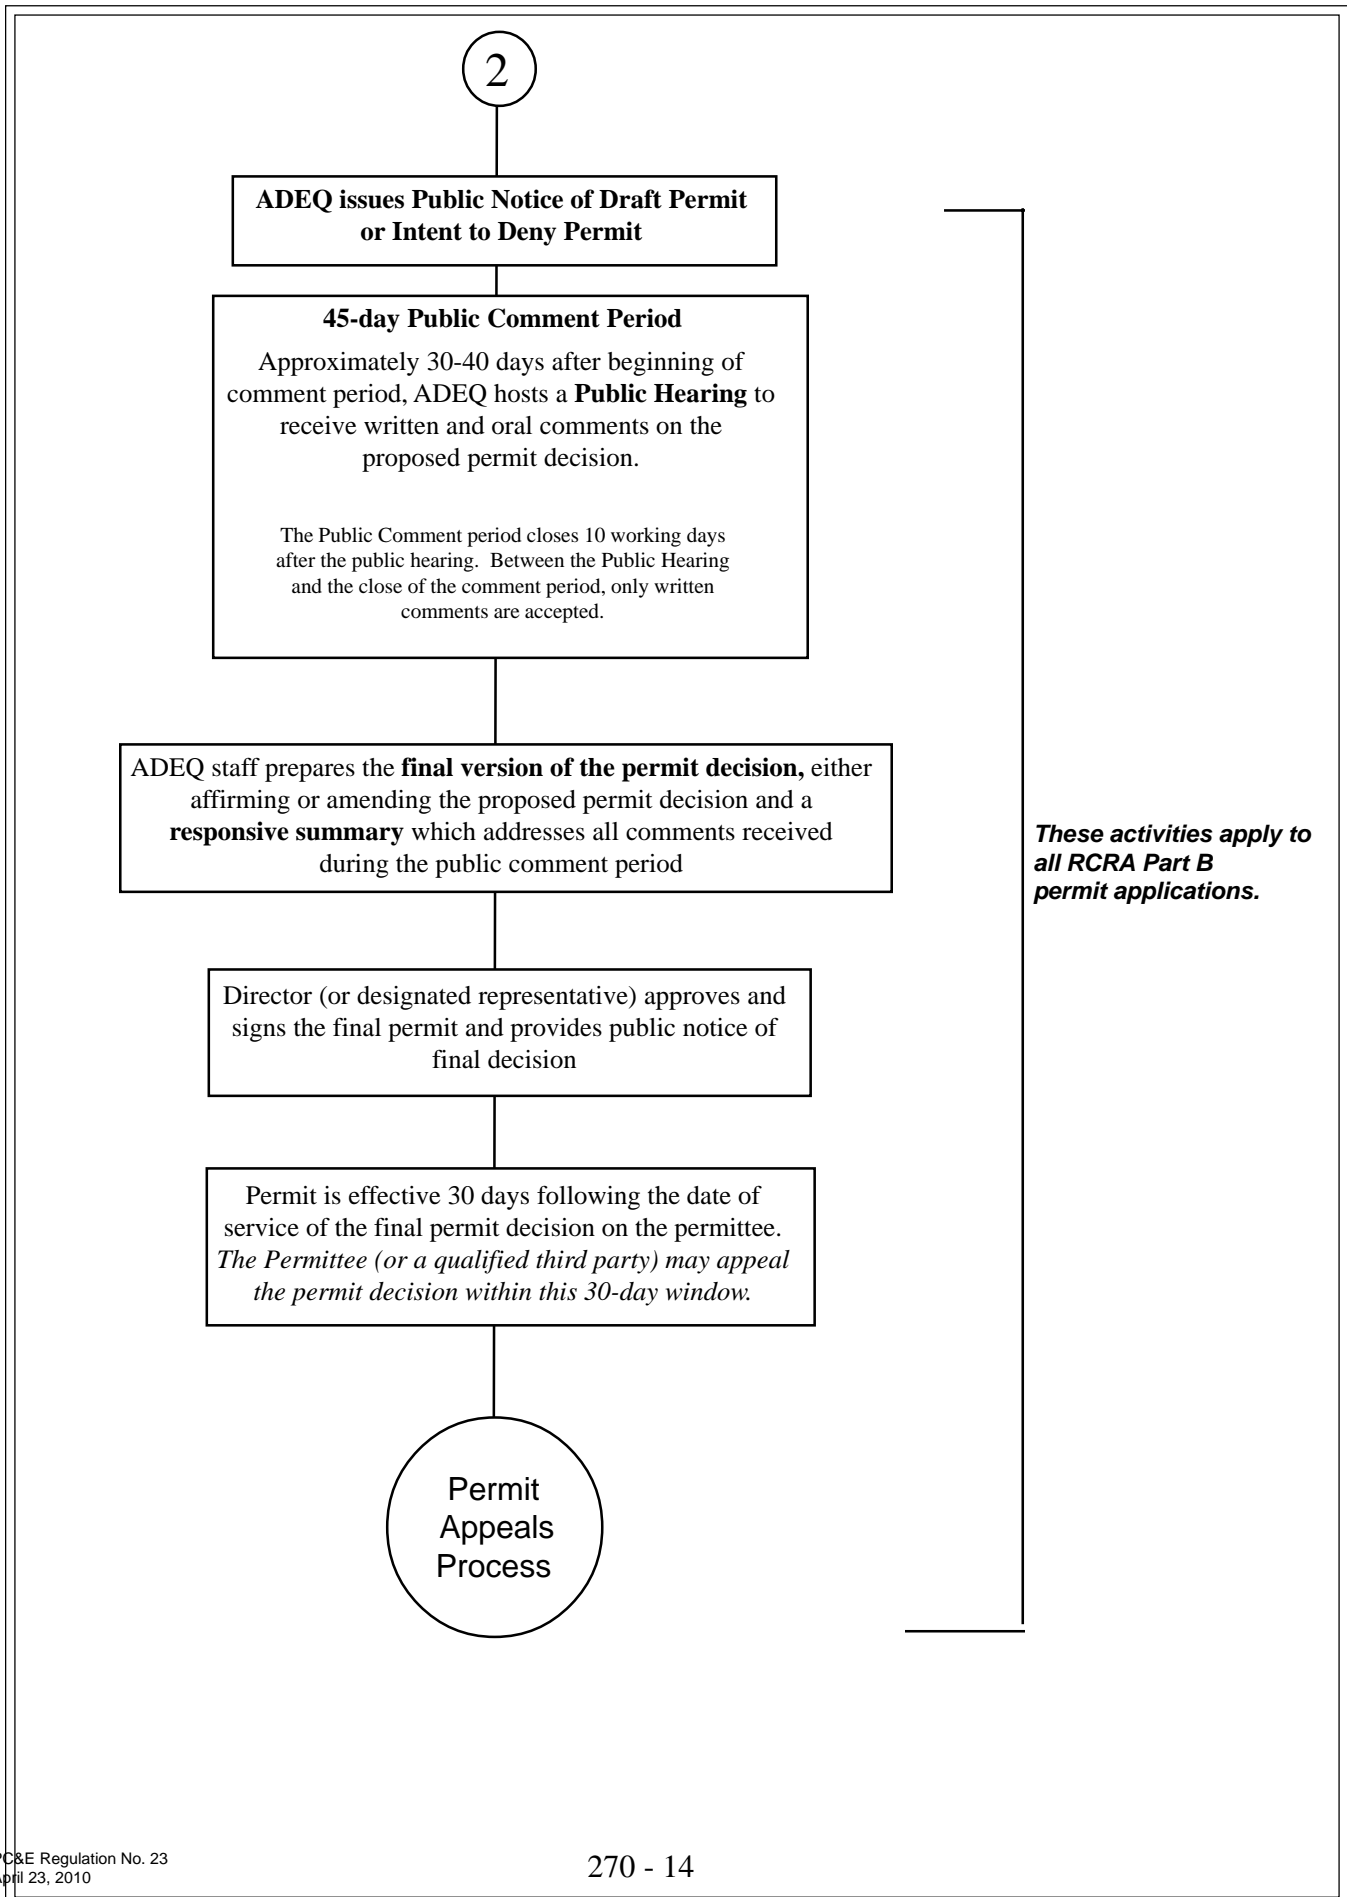 2
ADEQ issues Public Notice of Draft Permit
or Intent to Deny Permit
45-day Public Comment Period
Approximately 30-40 days after beginning of
comment period, ADEQ hosts a Public Hearing to
receive written and oral comments on the
proposed permit decision.
The Public Comment period closes 10 working days
after the public hearing.  Between the Public Hearing
and the close of the comment period, only written
comments are accepted.
ADEQ staff prepares the final version of the permit decision, either
affirming or amending the proposed permit decision and a
responsive summary which addresses all comments received
during the public comment period
These activities apply to
all RCRA Part B
permit applications.
Director (or designated representative) approves and
signs the final permit and provides public notice of
final decision
Permit is effective 30 days following the date of
service of the final permit decision on the permittee.
The Permittee (or a qualified third party) may appeal
the permit decision within this 30-day window.
Permit
Appeals
Process
PC&E Regulation No. 23
April 23, 2010
270 - 14